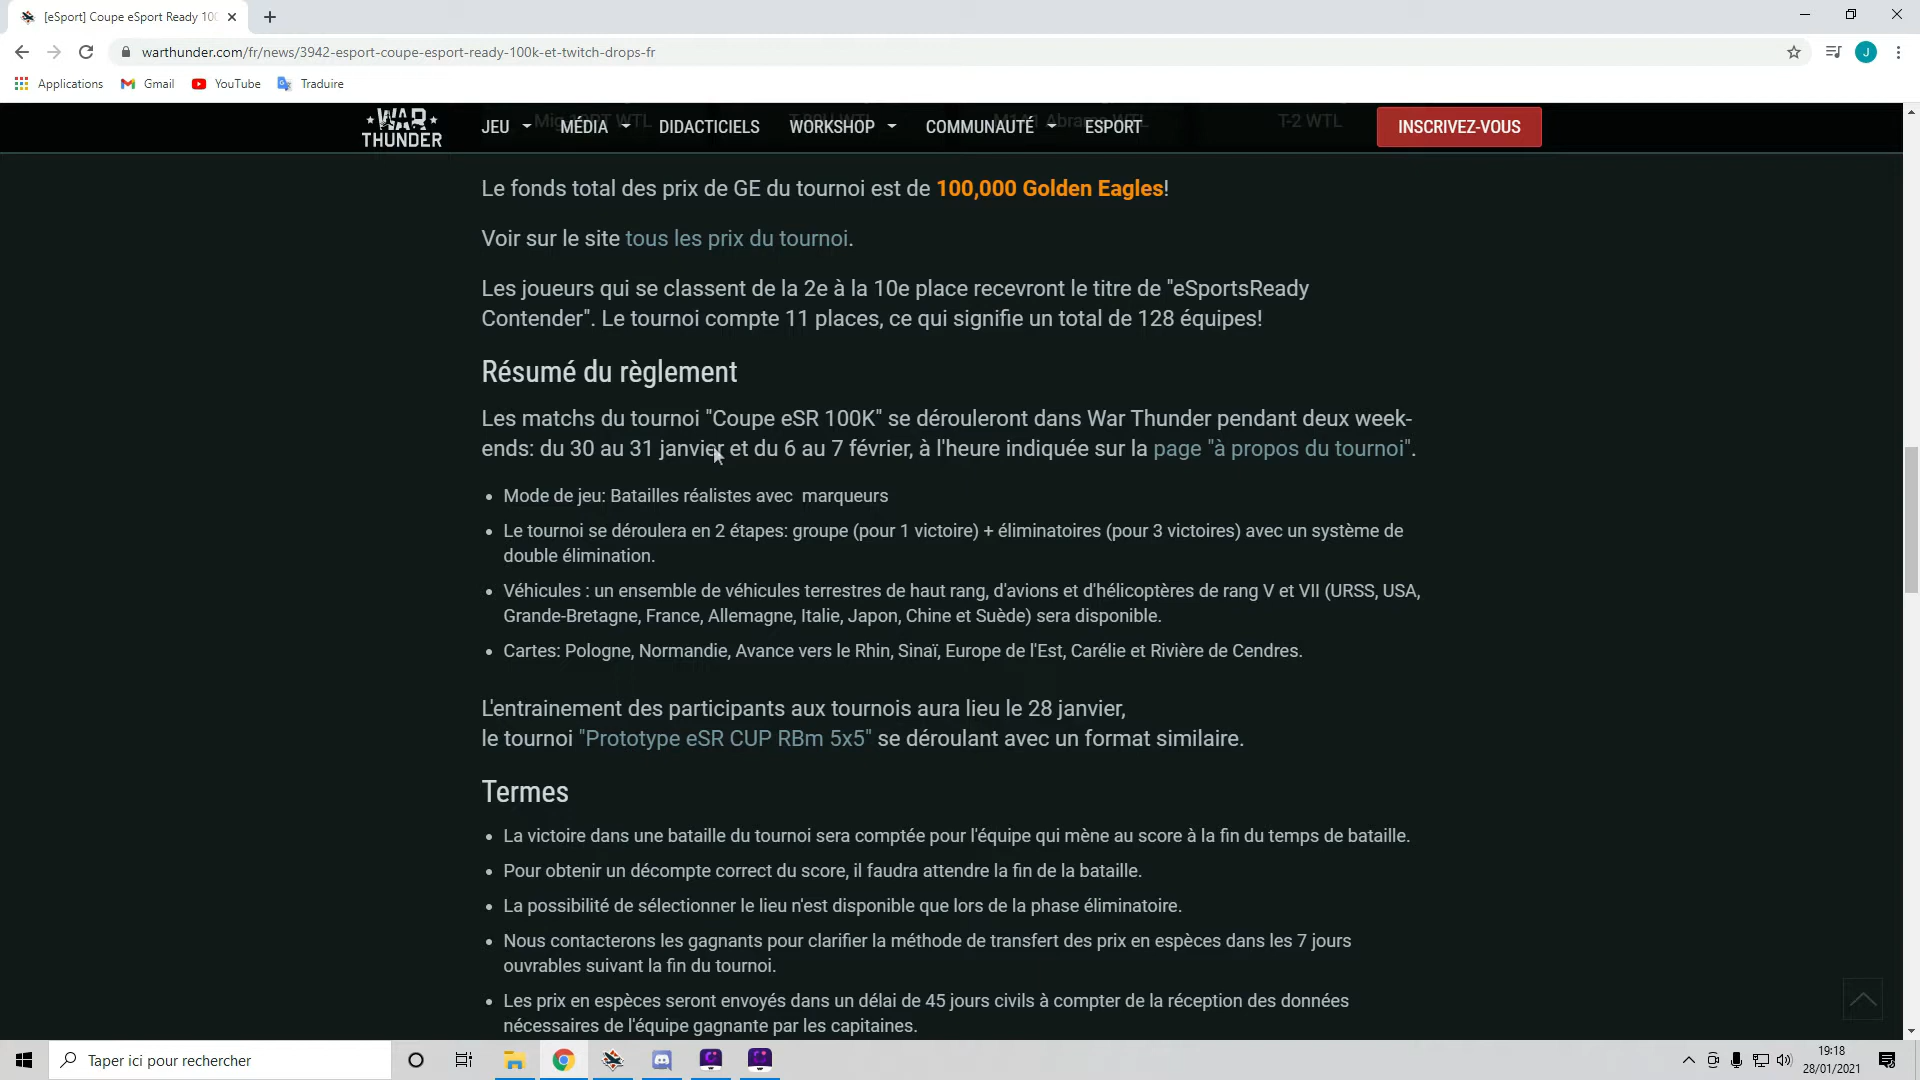 [eSport] Coupe eSport Ready 100
warthunder.com/fr/news/3942-esport-coupe-esport-ready-100k-et-twitch-drops-fr
J
Applications
Gmail
YouTube
Traduire
WAR THUNDER
JEU
MÉDIA
DIDACTICIELS
WORKSHOP
COMMUNAUTÉ
ESPORT
T-2 WTL
INSCRIVEZ-VOUS
Le fonds total des prix de GE du tournoi est de 100,000 Golden Eagles!
Voir sur le site tous les prix du tournoi.
Les joueurs qui se classent de la 2e à la 10e place recevront le titre de "eSportsReady
Contender". Le tournoi compte 11 places, ce qui signifie un total de 128 équipes!
Résumé du règlement
Les matchs du tournoi "Coupe eSR 100K" se dérouleront dans War Thunder pendant deux week-
ends: du 30 au 31 janvier et du 6 au 7 février, à l'heure indiquée sur la page "à propos du tournoi".
• Mode de jeu: Batailles réalistes avec marqueurs
• Le tournoi se déroulera en 2 étapes: groupe (pour 1 victoire) + éliminatoires (pour 3 victoires) avec un système de
double élimination.
• Véhicules : un ensemble de véhicules terrestres de haut rang, d'avions et d'hélicoptères de rang V et VII (URSS, USA,
Grande-Bretagne, France, Allemagne, Italie, Japon, Chine et Suède) sera disponible.
• Cartes: Pologne, Normandie, Avance vers le Rhin, Sinaï, Europe de l'Est, Carélie et Rivière de Cendres.
L'entrainement des participants aux tournois aura lieu le 28 janvier,
le tournoi "Prototype eSR CUP RBm 5x5" se déroulant avec un format similaire.
Termes
• La victoire dans une bataille du tournoi sera comptée pour l'équipe qui mène au score à la fin du temps de bataille.
• Pour obtenir un décompte correct du score, il faudra attendre la fin de la bataille.
• La possibilité de sélectionner le lieu n'est disponible que lors de la phase éliminatoire.
• Nous contacterons les gagnants pour clarifier la méthode de transfert des prix en espèces dans les 7 jours
ouvrables suivant la fin du tournoi.
• Les prix en espèces seront envoyés dans un délai de 45 jours civils à compter de la réception des données
nécessaires de l'équipe gagnante par les capitaines.
Taper ici pour rechercher
19:18
28/01/2021